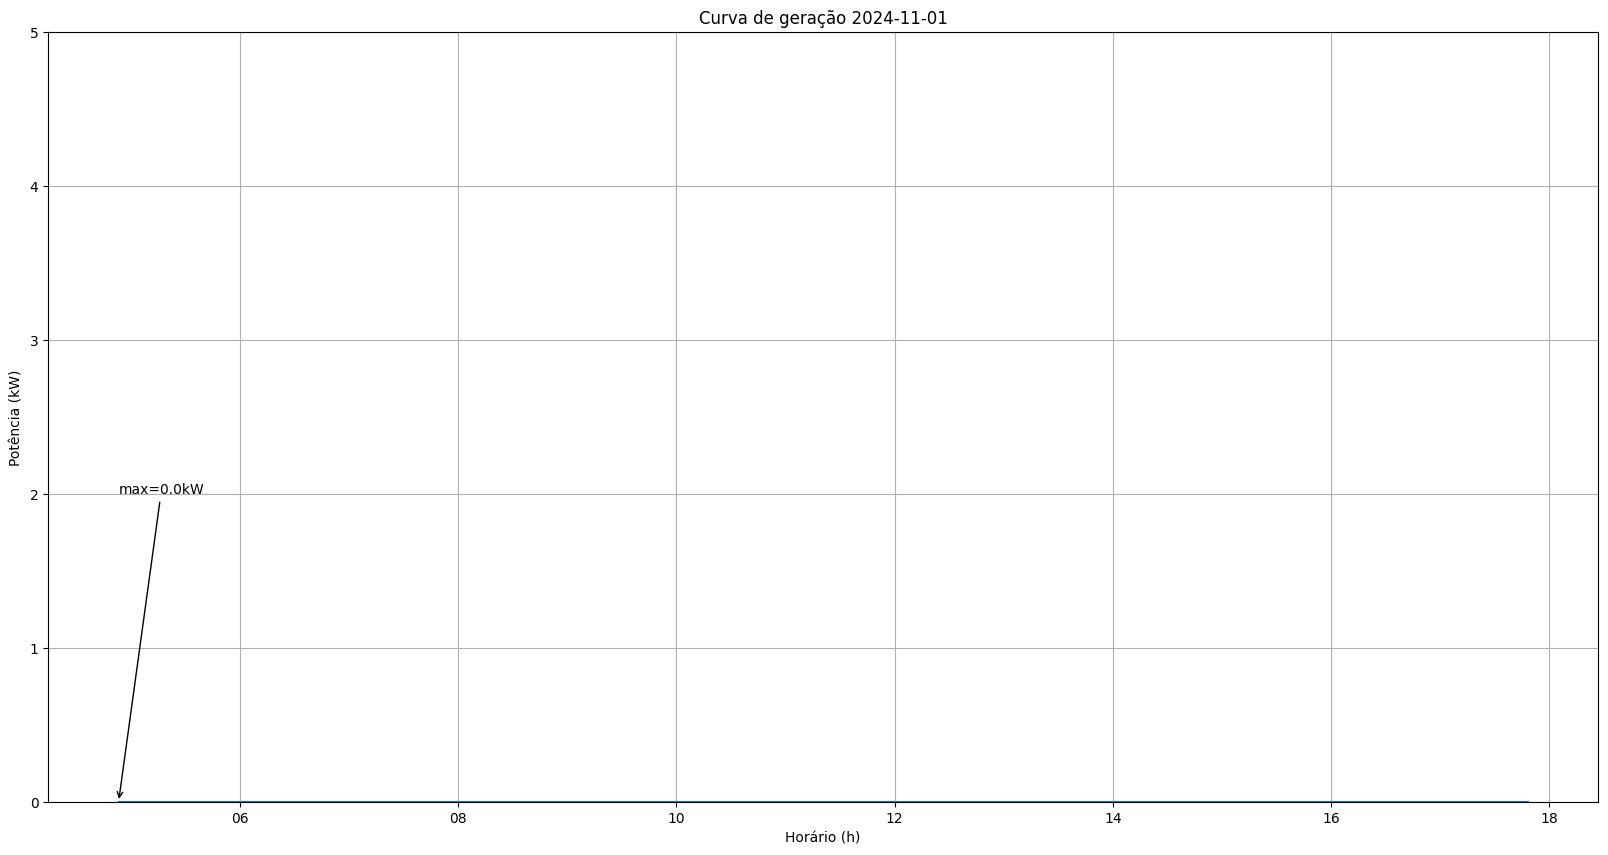 Curva de geração 2024-11-01
5
4
3
2
1
0
Potência (kW)
max=0.0kW
06 08 10 12 14 16 18
Horário (h)